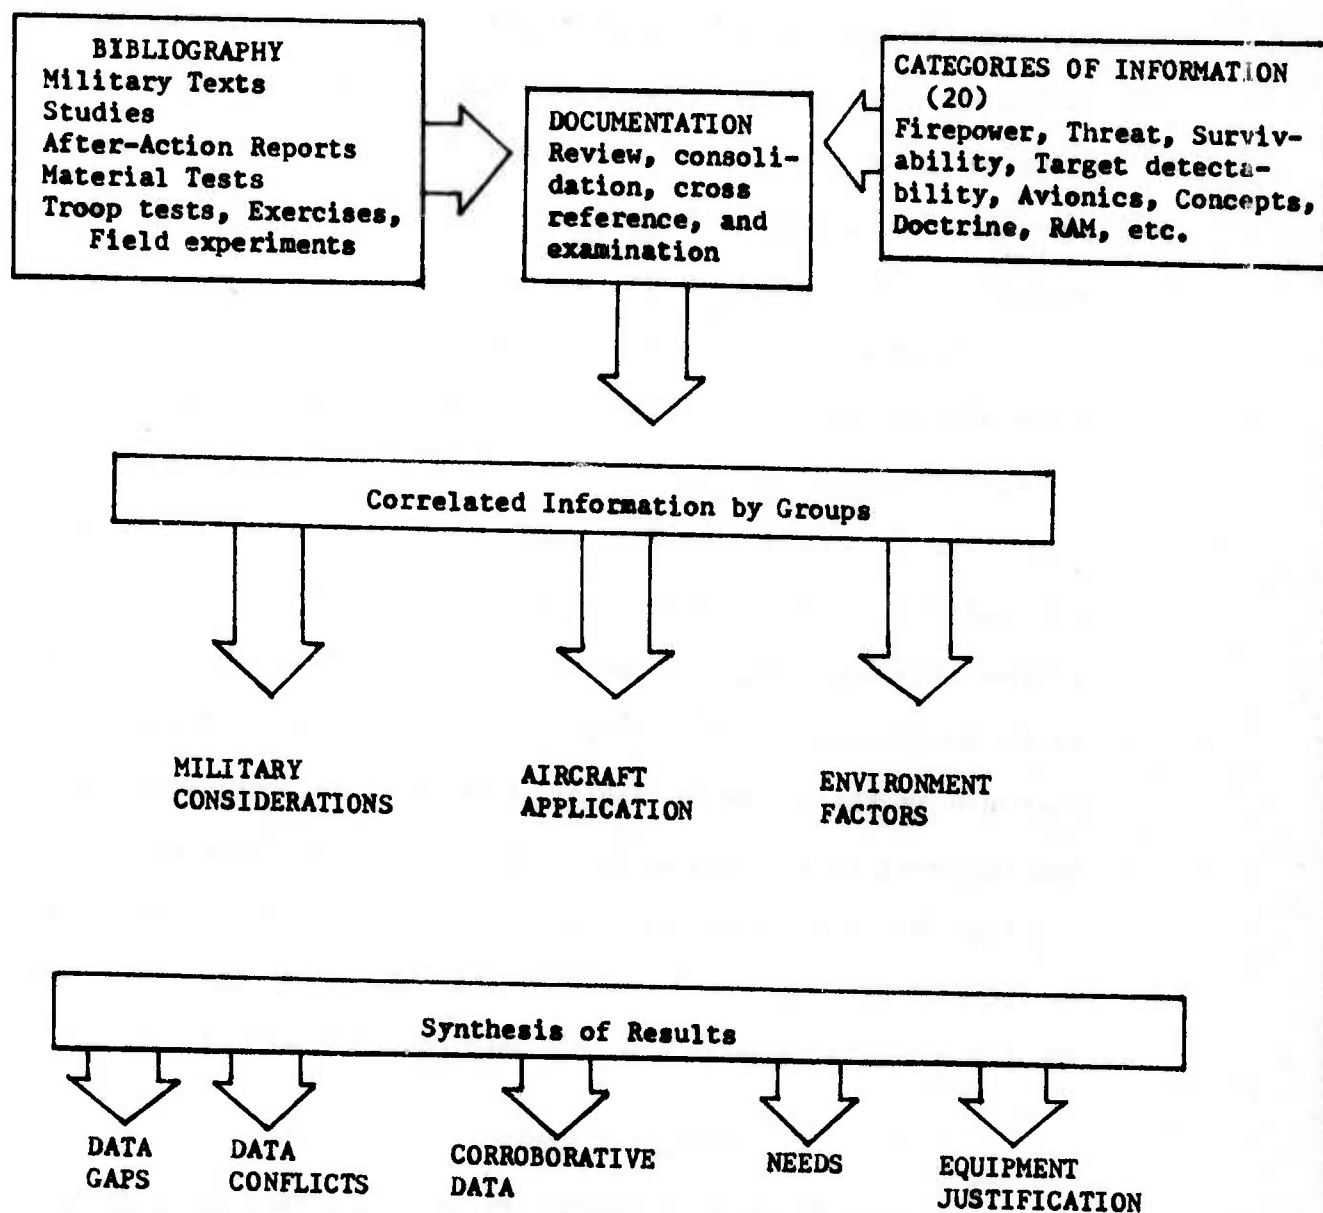 BIBLIOGRAPHY
Military Texts
Studies
After-Action Reports
Material Tests
Troop tests, Exercises,
Field experiments
DOCUMENTATION
Review, consoli-
dation, cross
reference, and
examination
CATEGORIES OF INFORMATION
(20)
Firepower, Threat, Surviv-
ability, Target detecta-
bility, Avionics, Concepts,
Doctrine, RAM, etc.
Correlated Information by Groups
MILITARY
CONSIDERATIONS
AIRCRAFT
APPLICATION
ENVIRONMENT
FACTORS
Synthesis of Results
DATA
GAPS
DATA
CONFLICTS
CORROBORATIVE
DATA
NEEDS
EQUIPMENT
JUSTIFICATION